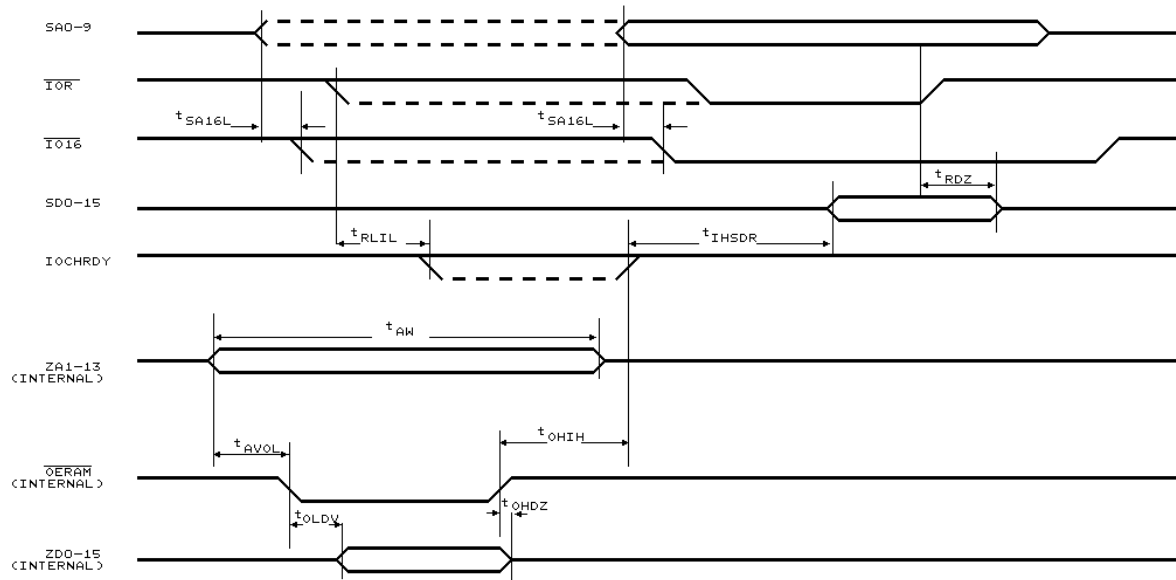 SA0-9
IOR
tSA16L
tSA16L
IO16
tRDZ
SD0-15
tRLIL
tIHSDR
IOCHRDY
tAW
ZA1-13
(INTERNAL)
tAVOL
tOHIH
OERAM
(INTERNAL)
tOHDZ
tOLDV
ZD0-15
(INTERNAL)